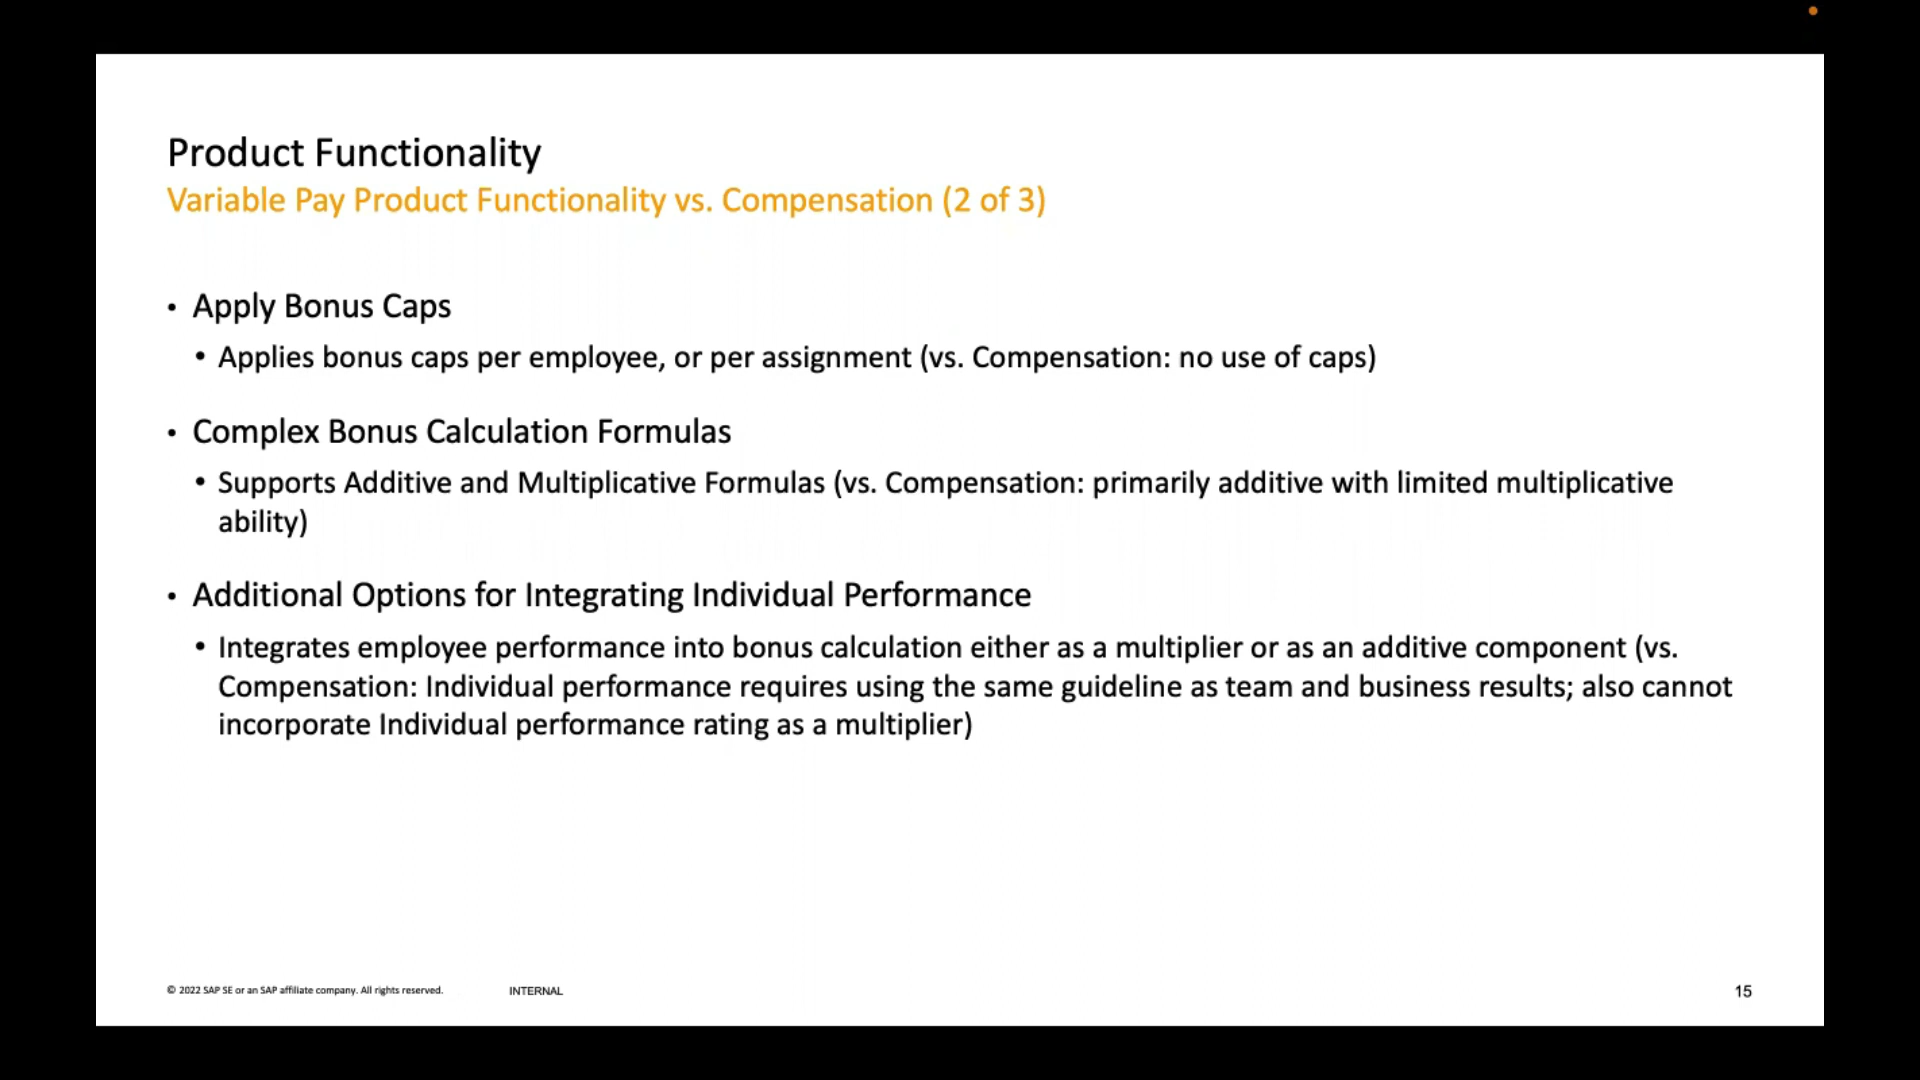 Product Functionality
Variable Pay Product Functionality vs. Compensation (2 of 3)
• Apply Bonus Caps
• Applies bonus caps per employee, or per assignment (vs. Compensation: no use of caps)
• Complex Bonus Calculation Formulas
• Supports Additive and Multiplicative Formulas (vs. Compensation: primarily additive with limited multiplicative
ability)
• Additional Options for Integrating Individual Performance
• Integrates employee performance into bonus calculation either as a multiplier or as an additive component (vs.
Compensation: Individual performance requires using the same guideline as team and business results; also cannot
incorporate Individual performance rating as a multiplier)
© 2022 SAP SE or an SAP affiliate company. All rights reserved. INTERNAL 15